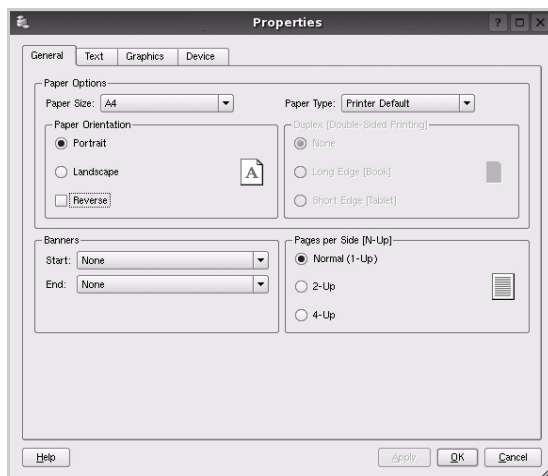 Properties
General Text Graphics Device
Paper Options
Paper Size: A4 Paper Type: Printer Default
Paper Orientation
Portrait
Landscape
Reverse
A
Duplex [Double-Sided Printing]
None
Long Edge [Book]
Short Edge [Tablet]
Banners
Start: None
End: None
Pages per Side [N-Up]
Normal (1-Up)
2-Up
4-Up
Help Apply OK Cancel